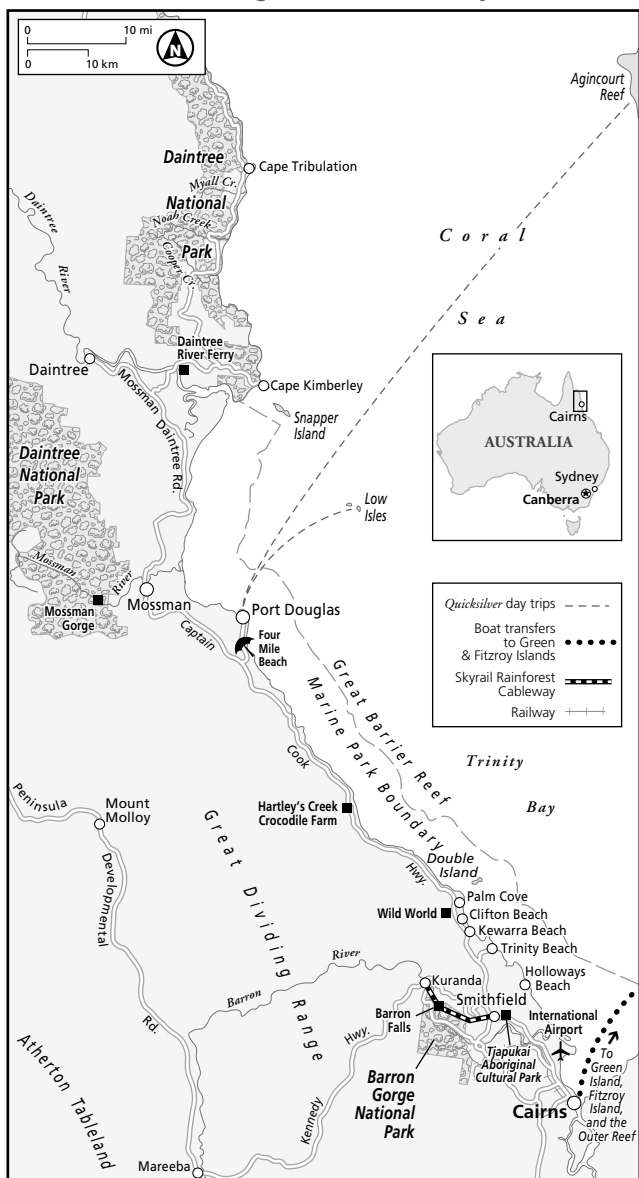 0 10 mi
0 10 km
N
Agincourt
Reef
Daintree
National
Park
Cape Tribulation
Myall Cr.
Noah Creek
Cooper Cr.
Coral
Sea
Daintree
River
Daintree
River Ferry
Daintree
Cape Kimberley
Snapper
Island
Mossman Daintree Rd.
Daintree
National
Park
Low
Isles
Cairns
AUSTRALIA
Sydney
Canberra
Mossman
River
Mossman
Gorge
Mossman
Port Douglas
Four
Mile
Beach
Captain
Cook
Hwy.
Quicksilver day trips
Boat transfers
to Green
& Fitzroy Islands
Skyrail Rainforest
Cableway
Railway
Great Barrier Reef
Marine Park Boundary
Trinity
Bay
Peninsula
Developmental
Rd.
Mount
Molloy
Hartley's Creek
Crocodile Farm
Great Dividing Range
Double
Island
Palm Cove
Wild World
Clifton Beach
Kewarra Beach
Trinity Beach
Holloways
Beach
Barron
River
Kuranda
Smithfield
Barron
Falls
International
Airport
Tjapukai
Aboriginal
Cultural Park
Barron
Gorge
National
Park
Kennedy
Hwy.
Cairns
To
Green
Island,
Fitzroy
Island,
and the
Outer Reef
Atherton Tableland
Mareeba